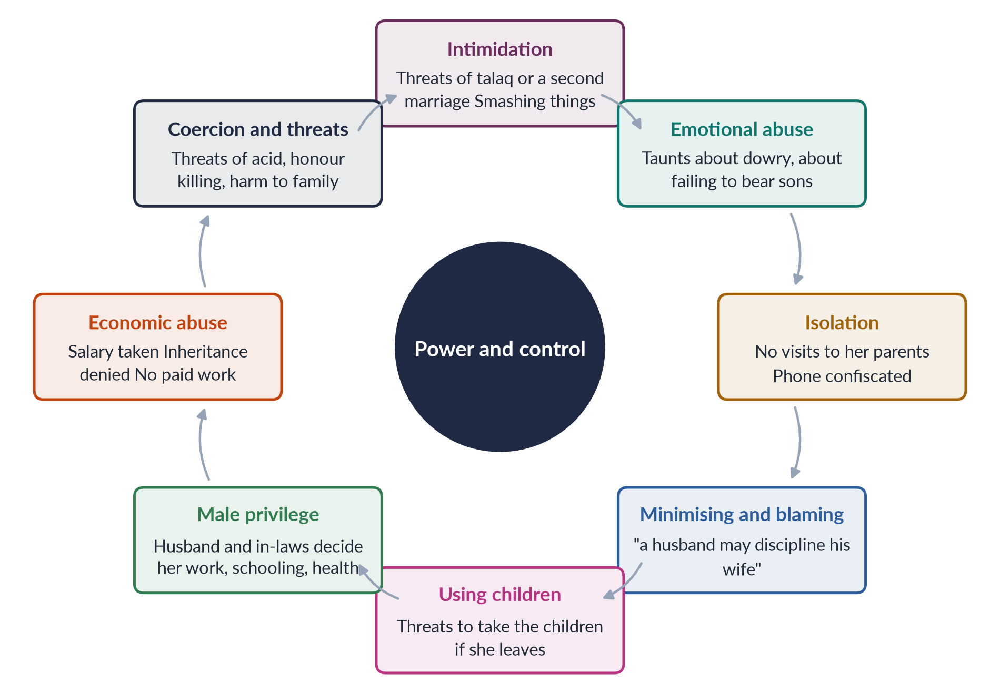 Intimidation
Threats of talaq or a second
marriage Smashing things
Emotional abuse
Taunts about dowry, about
failing to bear sons
Isolation
No visits to her parents
Phone confiscated
Minimising and blaming
"a husband may discipline his
wife"
Using children
Threats to take the children
if she leaves
Male privilege
Husband and in-laws decide
her work, schooling, health
Economic abuse
Salary taken Inheritance
denied No paid work
Coercion and threats
Threats of acid, honour
killing, harm to family
Power and control